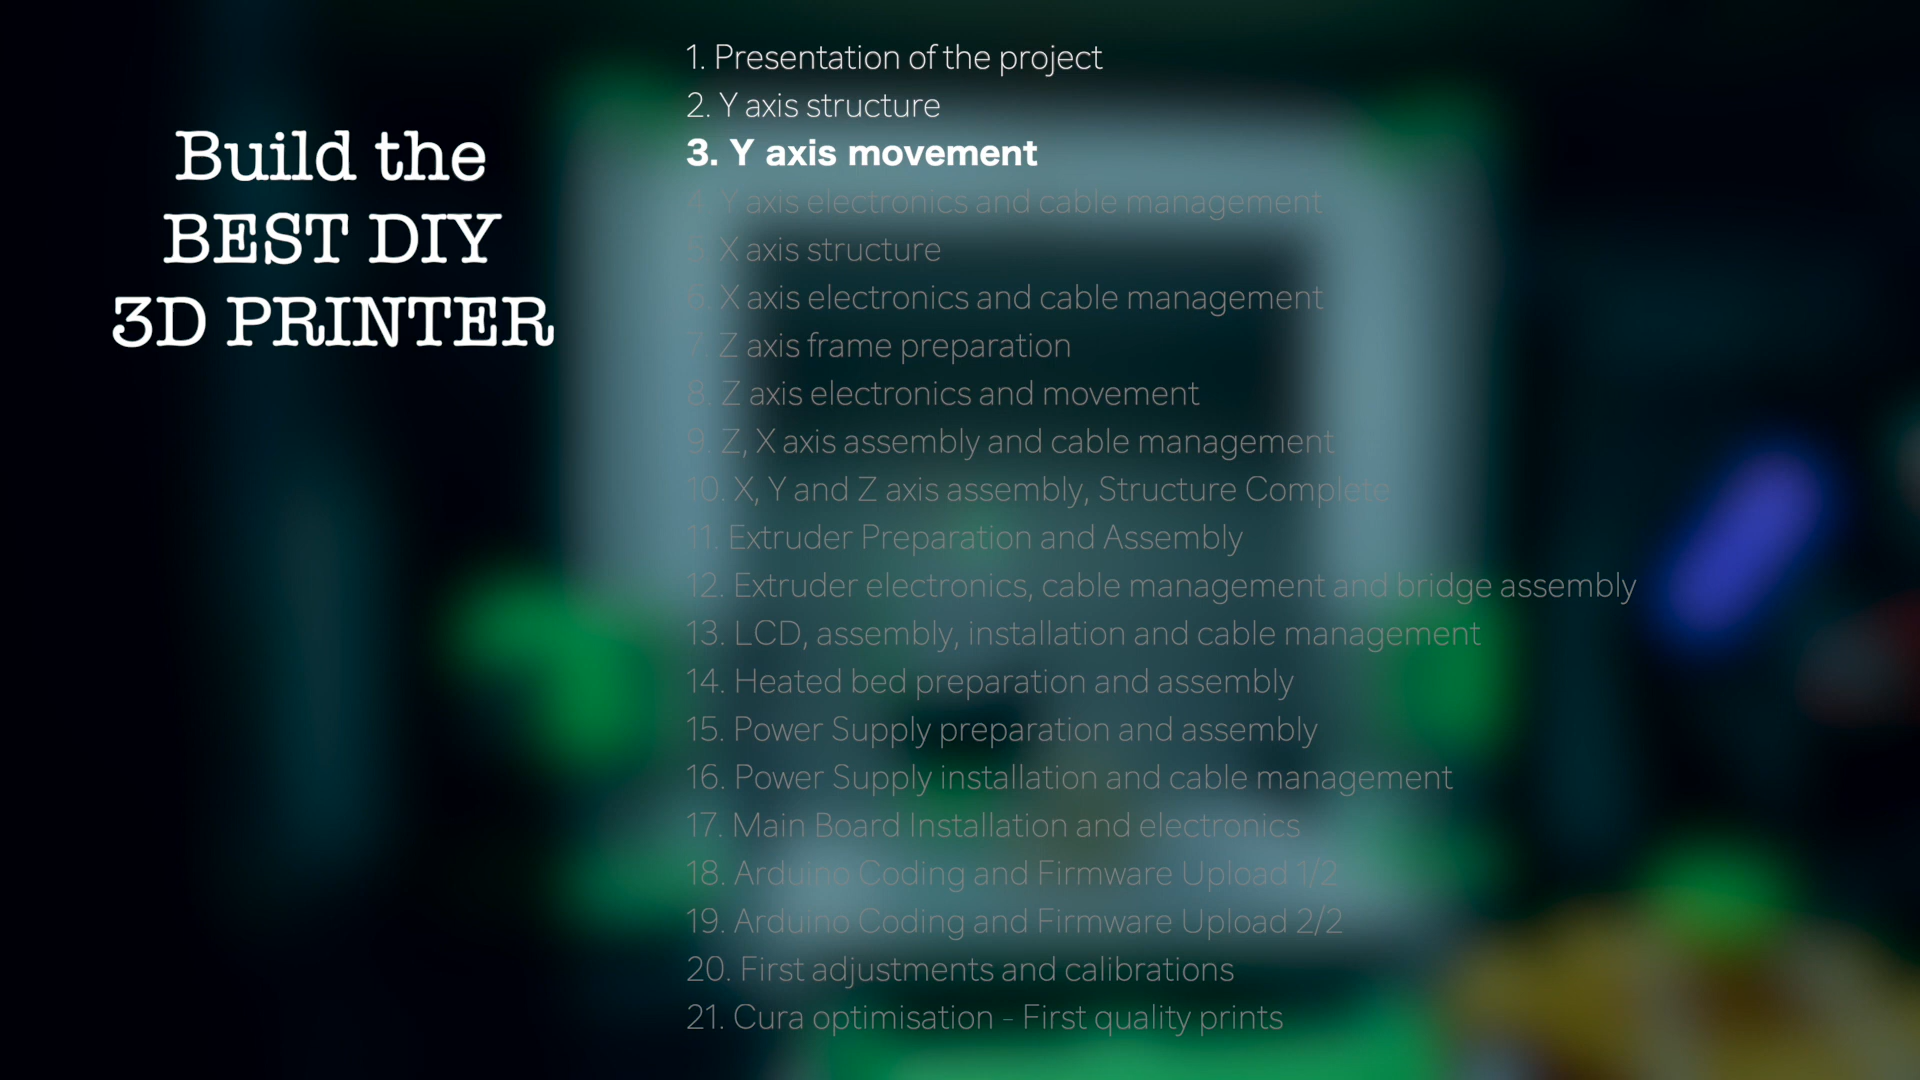 Build the
BEST DIY
3D PRINTER
1. Presentation of the project
2. Y axis structure
3. Y axis movement
4. Y axis electronics and cable management
5. X axis structure
6. X axis electronics and cable management
7. Z axis frame preparation
8. Z axis electronics and movement
9. Z, X axis assembly and cable management
10. X, Y and Z axis assembly, Structure Complete
11. Extruder Preparation and Assembly
12. Extruder electronics, cable management and bridge assembly
13. LCD, assembly, installation and cable management
14. Heated bed preparation and assembly
15. Power Supply preparation and assembly
16. Power Supply installation and cable management
17. Main Board Installation and electronics
18. Arduino Coding and Firmware Upload 1/2
19. Arduino Coding and Firmware Upload 2/2
20. First adjustments and calibrations
21. Cura optimisation - First quality prints